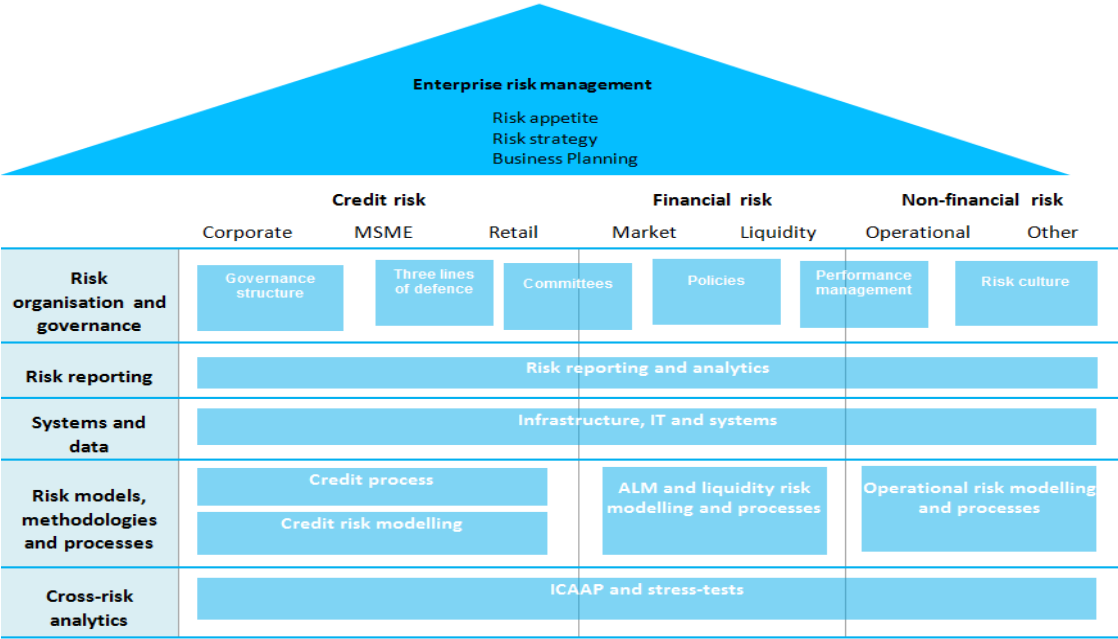 Enterprise risk management
Risk appetite
Risk strategy
Business Planning
Credit risk
Financial risk
Non-financial risk
Corporate
MSME
Retail
Market
Liquidity
Operational
Other
Risk
organisation and
governance
Governance
structure
Three lines
of defence
Committees
Policies
Performance
management
Risk culture
Risk reporting
Risk reporting and analytics
Systems and
data
Infrastructure, IT and systems
Risk models,
methodologies
and processes
Credit process
Credit risk modelling
ALM and liquidity risk
modelling and processes
Operational risk modelling
and processes
Cross-risk
analytics
ICAAP and stress-tests